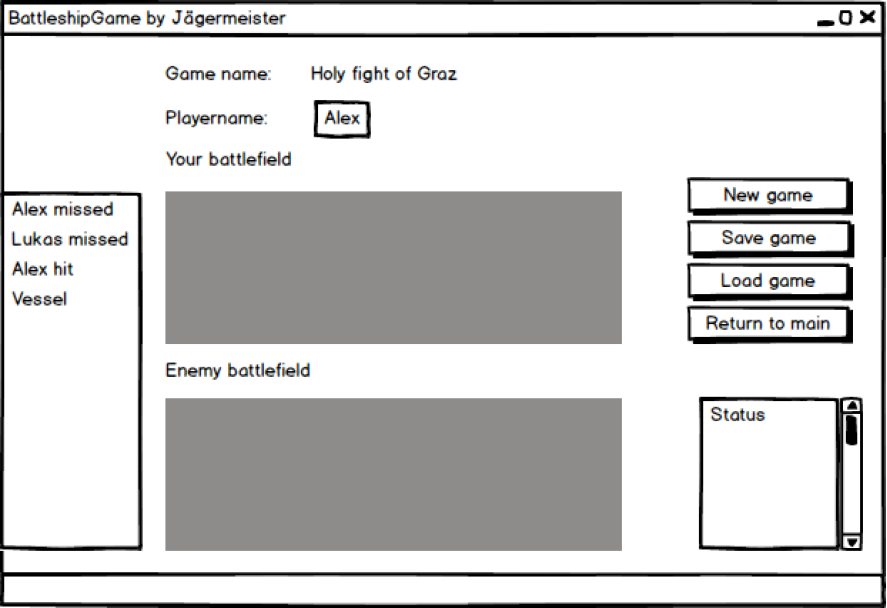 BattleshipGame by Jägermeister
Game name: Holy fight of Graz
Playername: Alex
Your battlefield
Alex missed
Lukas missed
Alex hit
Vessel
New game
Save game
Load game
Return to main
Enemy battlefield
Status